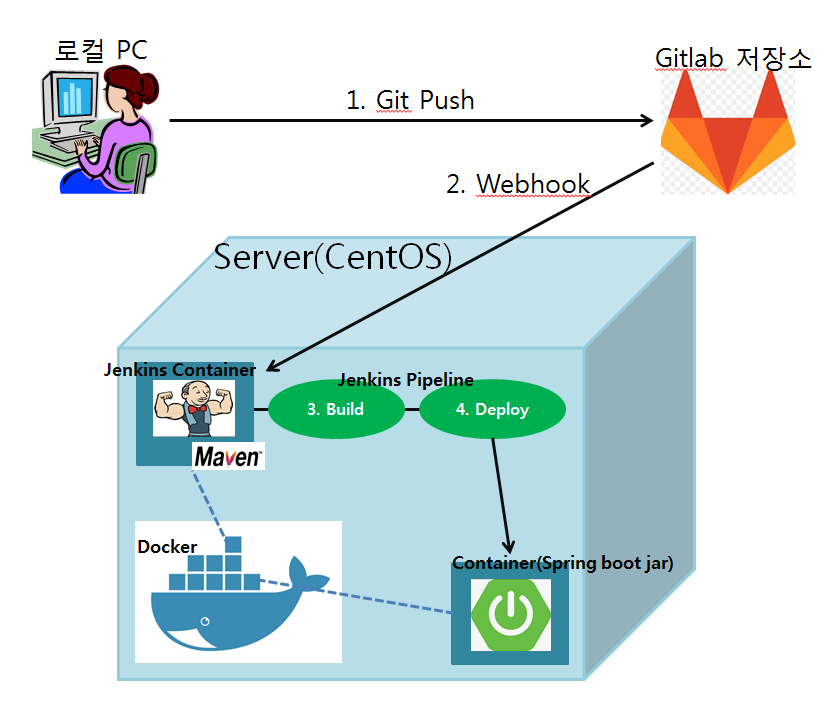 로컬 PC
Gitlab 저장소
1. Git Push
2. Webhook
Server(CentOS)
Jenkins Container
Jenkins Pipeline
3. Build
4. Deploy
Maven™
Docker
Container(Spring boot jar)